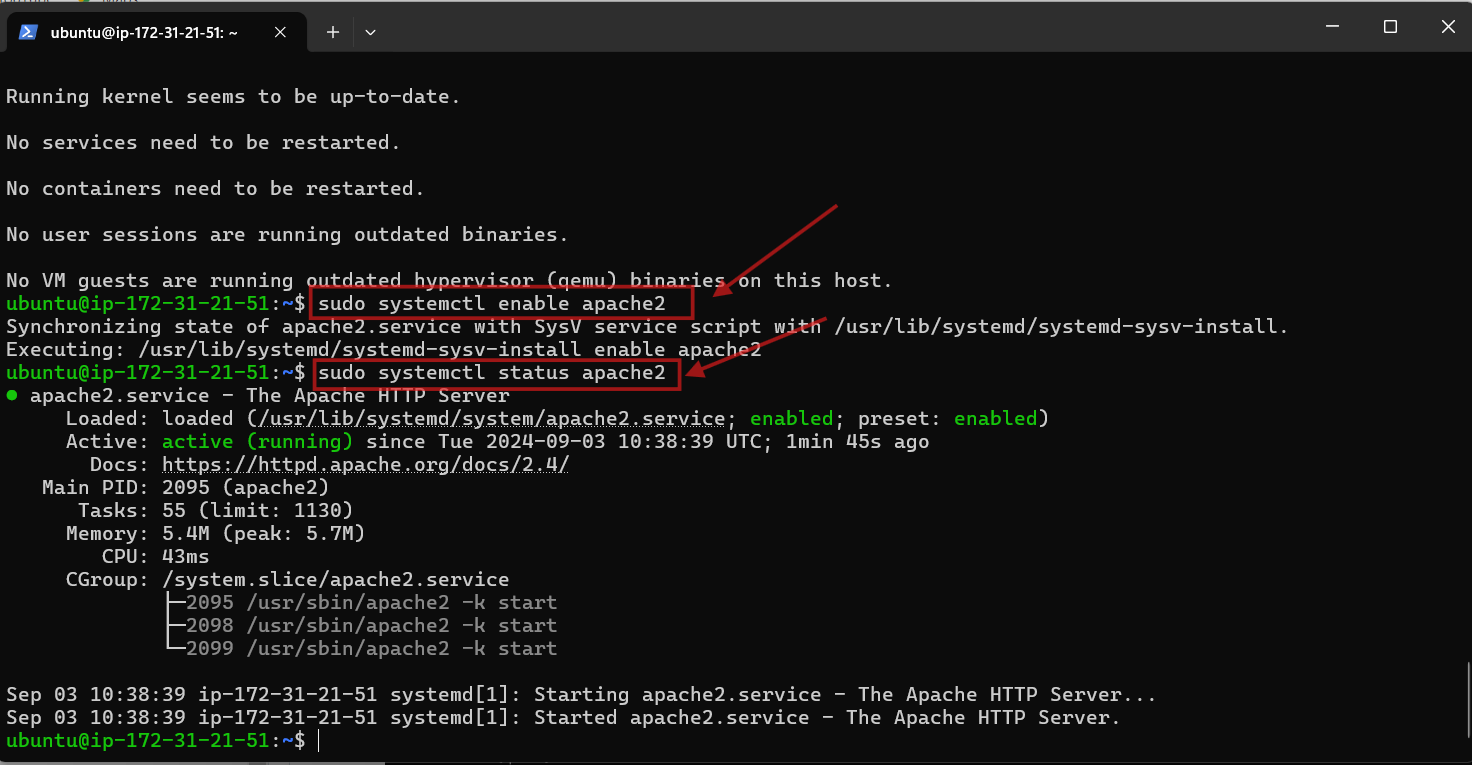 ubuntu@ip-172-31-21-51: ~
Running kernel seems to be up-to-date.
No services need to be restarted.
No containers need to be restarted.
No user sessions are running outdated binaries.
No VM guests are running outdated hypervisor (qemu) binaries on this host.
ubuntu@ip-172-31-21-51:~$ sudo systemctl enable apache2
Synchronizing state of apache2.service with SysV service script with /usr/lib/systemd/systemd-sysv-install.
Executing: /usr/lib/systemd/systemd-sysv-install enable apache2
ubuntu@ip-172-31-21-51:~$ sudo systemctl status apache2
● apache2.service - The Apache HTTP Server
Loaded: loaded (/usr/lib/systemd/system/apache2.service; enabled; preset: enabled)
Active: active (running) since Tue 2024-09-03 10:38:39 UTC; 1min 45s ago
Docs: https://httpd.apache.org/docs/2.4/
Main PID: 2095 (apache2)
Tasks: 55 (limit: 1130)
Memory: 5.4M (peak: 5.7M)
CPU: 43ms
CGroup: /system.slice/apache2.service
├─2095 /usr/sbin/apache2 -k start
├─2098 /usr/sbin/apache2 -k start
└─2099 /usr/sbin/apache2 -k start
Sep 03 10:38:39 ip-172-31-21-51 systemd[1]: Starting apache2.service - The Apache HTTP Server...
Sep 03 10:38:39 ip-172-31-21-51 systemd[1]: Started apache2.service - The Apache HTTP Server.
ubuntu@ip-172-31-21-51:~$